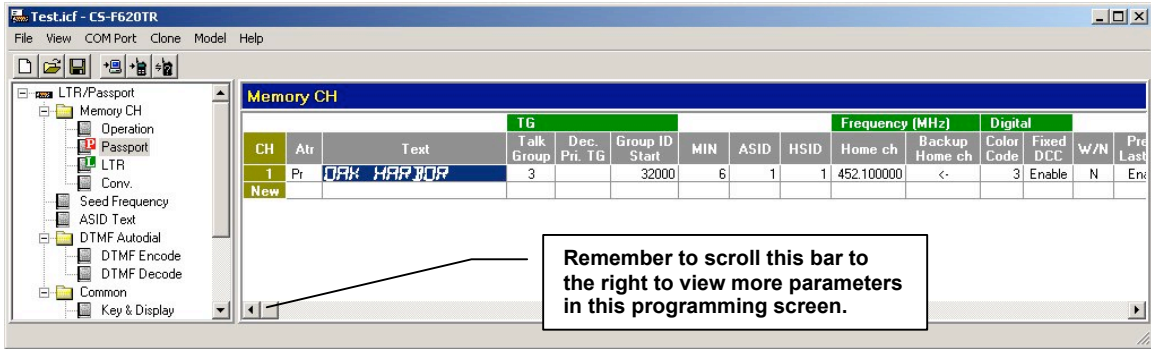 Test.icf - CS-F620TR
File View COM Port Clone Model Help
LTR/Passport
Memory CH
Operation
Passport
LTR
Conv.
Seed Frequency
ASID Text
DTMF Autodial
DTMF Encode
DTMF Decode
Common
Key & Display
Memory CH
TG Frequency (MHz) Digital
CH Atr Text Talk Group Dec. Pri. TG Group ID Start MIN ASID HSID Home ch Backup Home ch Color Code Fixed DCC W/N Pre Last
1 Pr OAK HARBOR 3 32000 6 1 1 452.100000 <- 3 Enable N Ena
New
Remember to scroll this bar to
the right to view more parameters
in this programming screen.